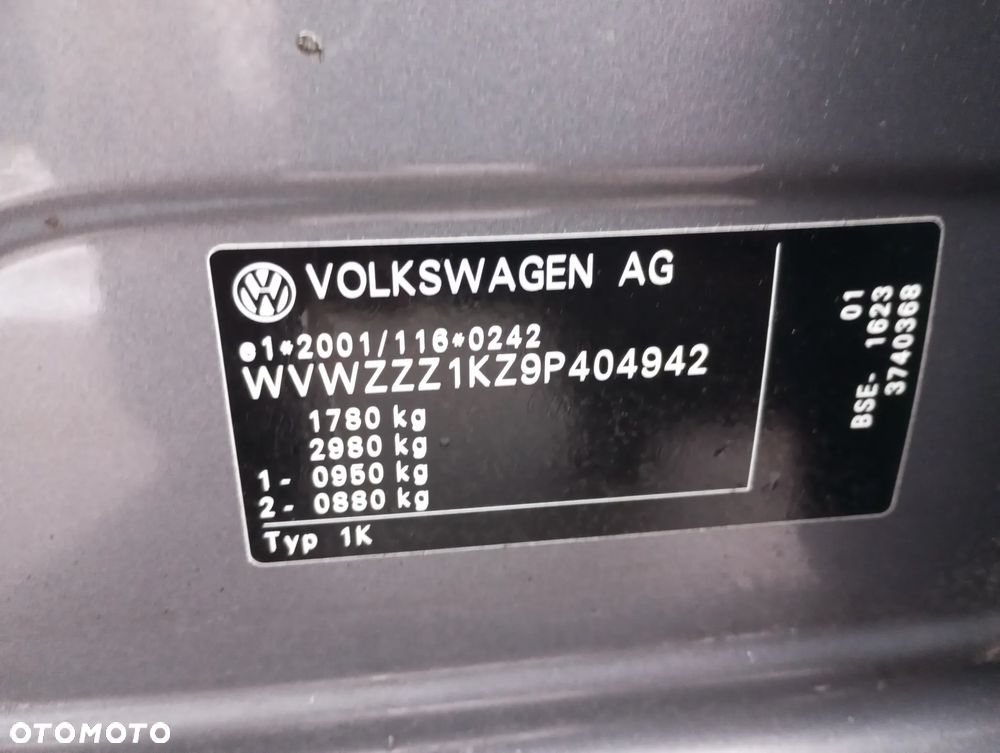 VOLKSWAGEN AG
e1*2001/116*0242
WVWZZZ1KZ9P404942
1780 kg
2980 kg
1- 0950 kg
2- 0880 kg
Typ 1K
01
BSE- 1623
3740368
OTOMOTO